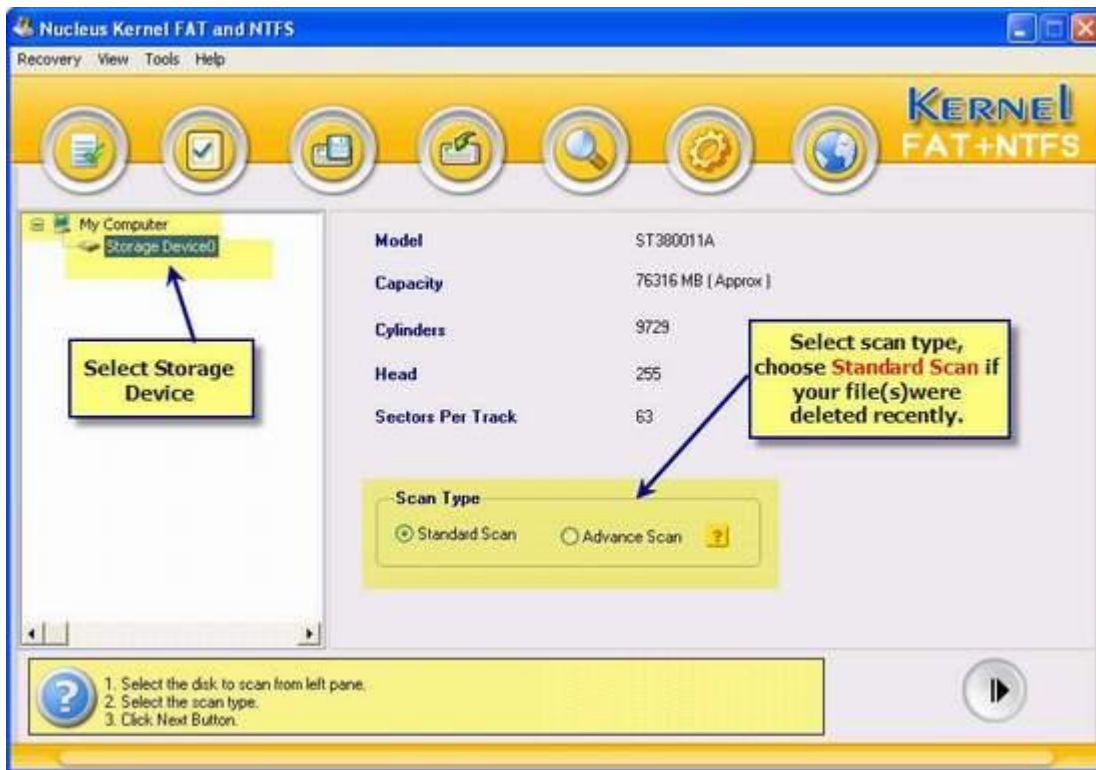 Nucleus Kernel FAT and NTFS
Recovery View Tools Help
KERNEL
FAT+NTFS
My Computer
Storage Device0
Select Storage
Device
Model ST380011A
Capacity 76316 MB ( Approx )
Cylinders 9729
Head 255
Sectors Per Track 63
Select scan type,
choose Standard Scan if
your file(s)were
deleted recently.
Scan Type
Standard Scan Advance Scan ?
?
1. Select the disk to scan from left pane.
2. Select the scan type.
3. Click Next Button.